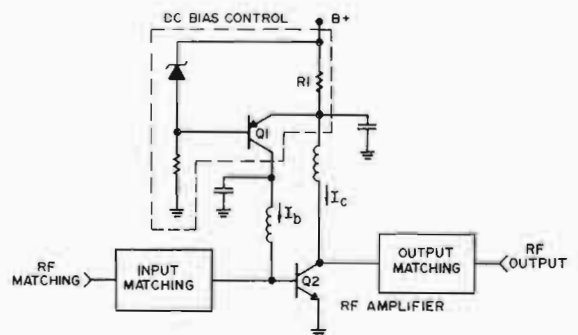 DC BIAS CONTROL
B+
R1
Q1
Ic
Ib
RF
MATCHING
INPUT
MATCHING
Q2
OUTPUT
MATCHING
RF
OUTPUT
RF AMPLIFIER